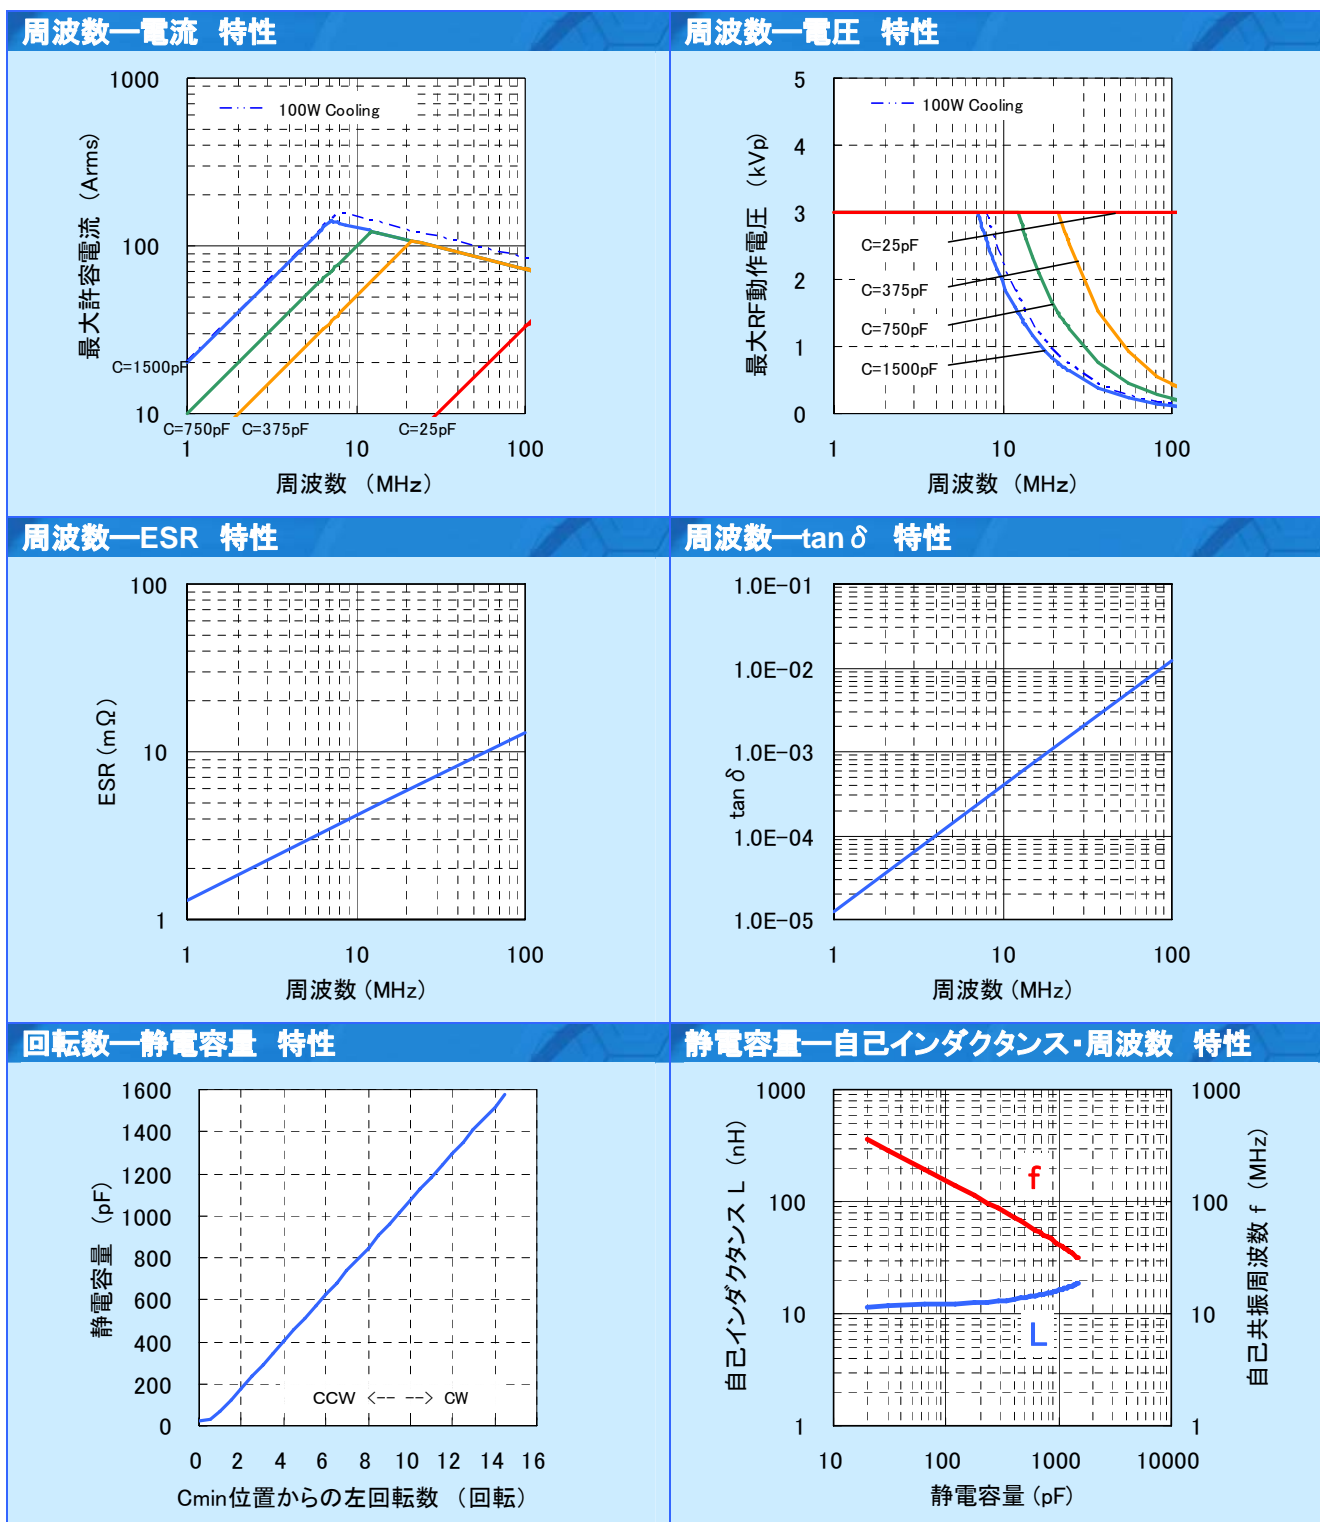 周波数―電流 特性
1000
100
10
最大許容電流 (Arms)
100W Cooling
C=1500pF
C=750pF C=375pF C=25pF
1 10 100
周波数 (MHz)
周波数―電圧 特性
5
4
3
2
1
0
最大RF動作電圧 (kVp)
100W Cooling
C=25pF
C=375pF
C=750pF
C=1500pF
1 10 100
周波数 (MHz)
周波数―ESR 特性
100
10
1
ESR (mΩ)
1 10 100
周波数 (MHz)
周波数―tanδ 特性
1.0E-01
1.0E-02
1.0E-03
1.0E-04
1.0E-05
tanδ
1 10 100
周波数 (MHz)
回転数―静電容量 特性
1600
1400
1200
1000
800
600
400
200
0
静電容量 (pF)
CCW <-- --> CW
0 2 4 6 8 10 12 14 16
Cmin位置からの左回転数 (回転)
静電容量―自己インダクタンス・周波数 特性
1000
100
10
1
自己インダクタンス L (nH)
f
L
1000
100
10
1
自己共振周波数 f (MHz)
10 100 1000 10000
静電容量 (pF)